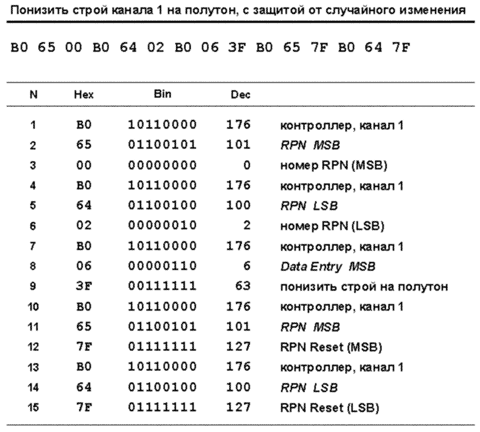 Понизить строй канала 1 на полутон, с защитой от случайного изменения
B0 65 00 B0 64 02 B0 06 3F B0 65 7F B0 64 7F
N Hex Bin Dec
1 B0 10110000 176 контроллер, канал 1
2 65 01100101 101 RPN MSB
3 00 00000000 0 номер RPN (MSB)
4 B0 10110000 176 контроллер, канал 1
5 64 01100100 100 RPN LSB
6 02 00000010 2 номер RPN (LSB)
7 B0 10110000 176 контроллер, канал 1
8 06 00000110 6 Data Entry MSB
9 3F 00111111 63 понизить строй на полутон
10 B0 10110000 176 контроллер, канал 1
11 65 01100101 101 RPN MSB
12 7F 01111111 127 RPN Reset (MSB)
13 B0 10110000 176 контроллер, канал 1
14 64 01100100 100 RPN LSB
15 7F 01111111 127 RPN Reset (LSB)